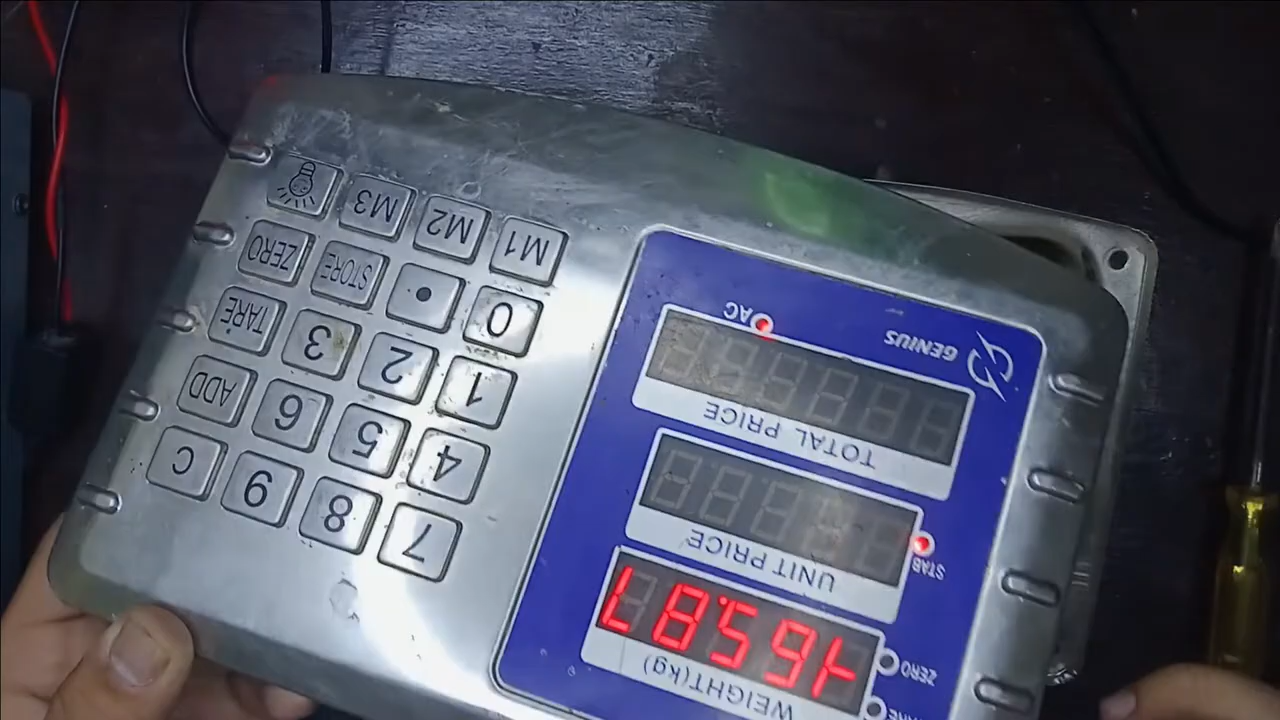 WEIGHT(kg)
ZERO
UNIT PRICE
STAB
TOTAL PRICE
AC
GENIUS
7 8 9 C
4 5 6 ADD
1 2 3 TARE
0 • STORE ZERO
M1 M2 M3